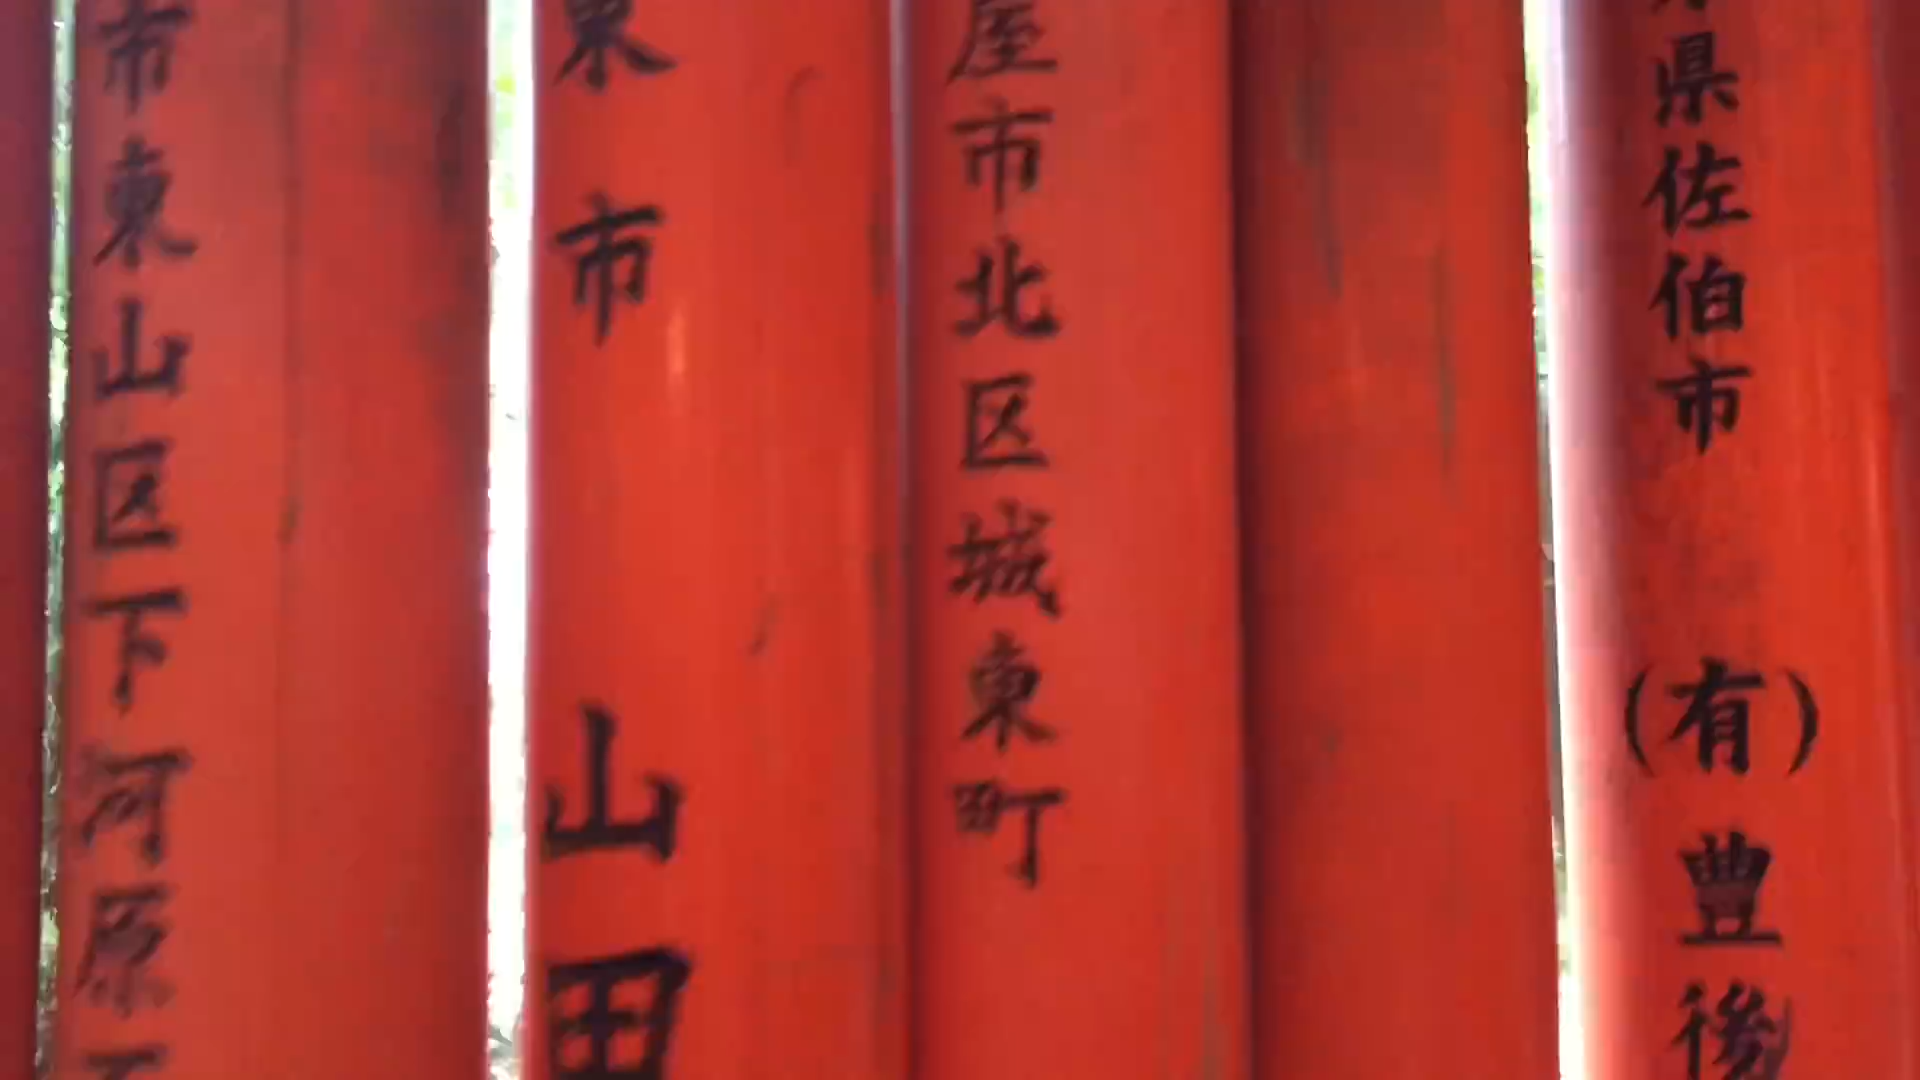 県佐伯市 (有)豊後
屋市北区城東町
東市 山田
市東山区下河原